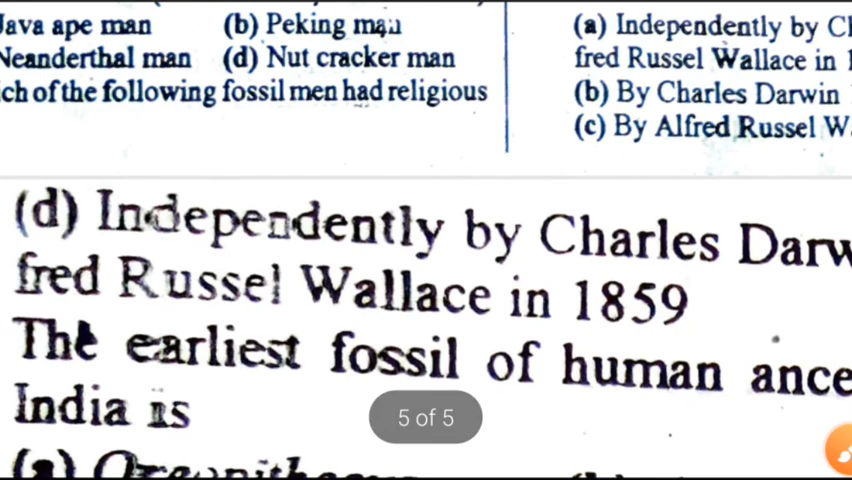 Java ape man (b) Peking man
Neanderthal man (d) Nut cracker man
ch of the following fossil men had religious
(a) Independently by C
fred Russel Wallace in
(b) By Charles Darwin
(c) By Alfred Russel W
(d) Independently by Charles Darw
fred Russel Wallace in 1859
The earliest fossil of human ance
India is
5 of 5
(a)